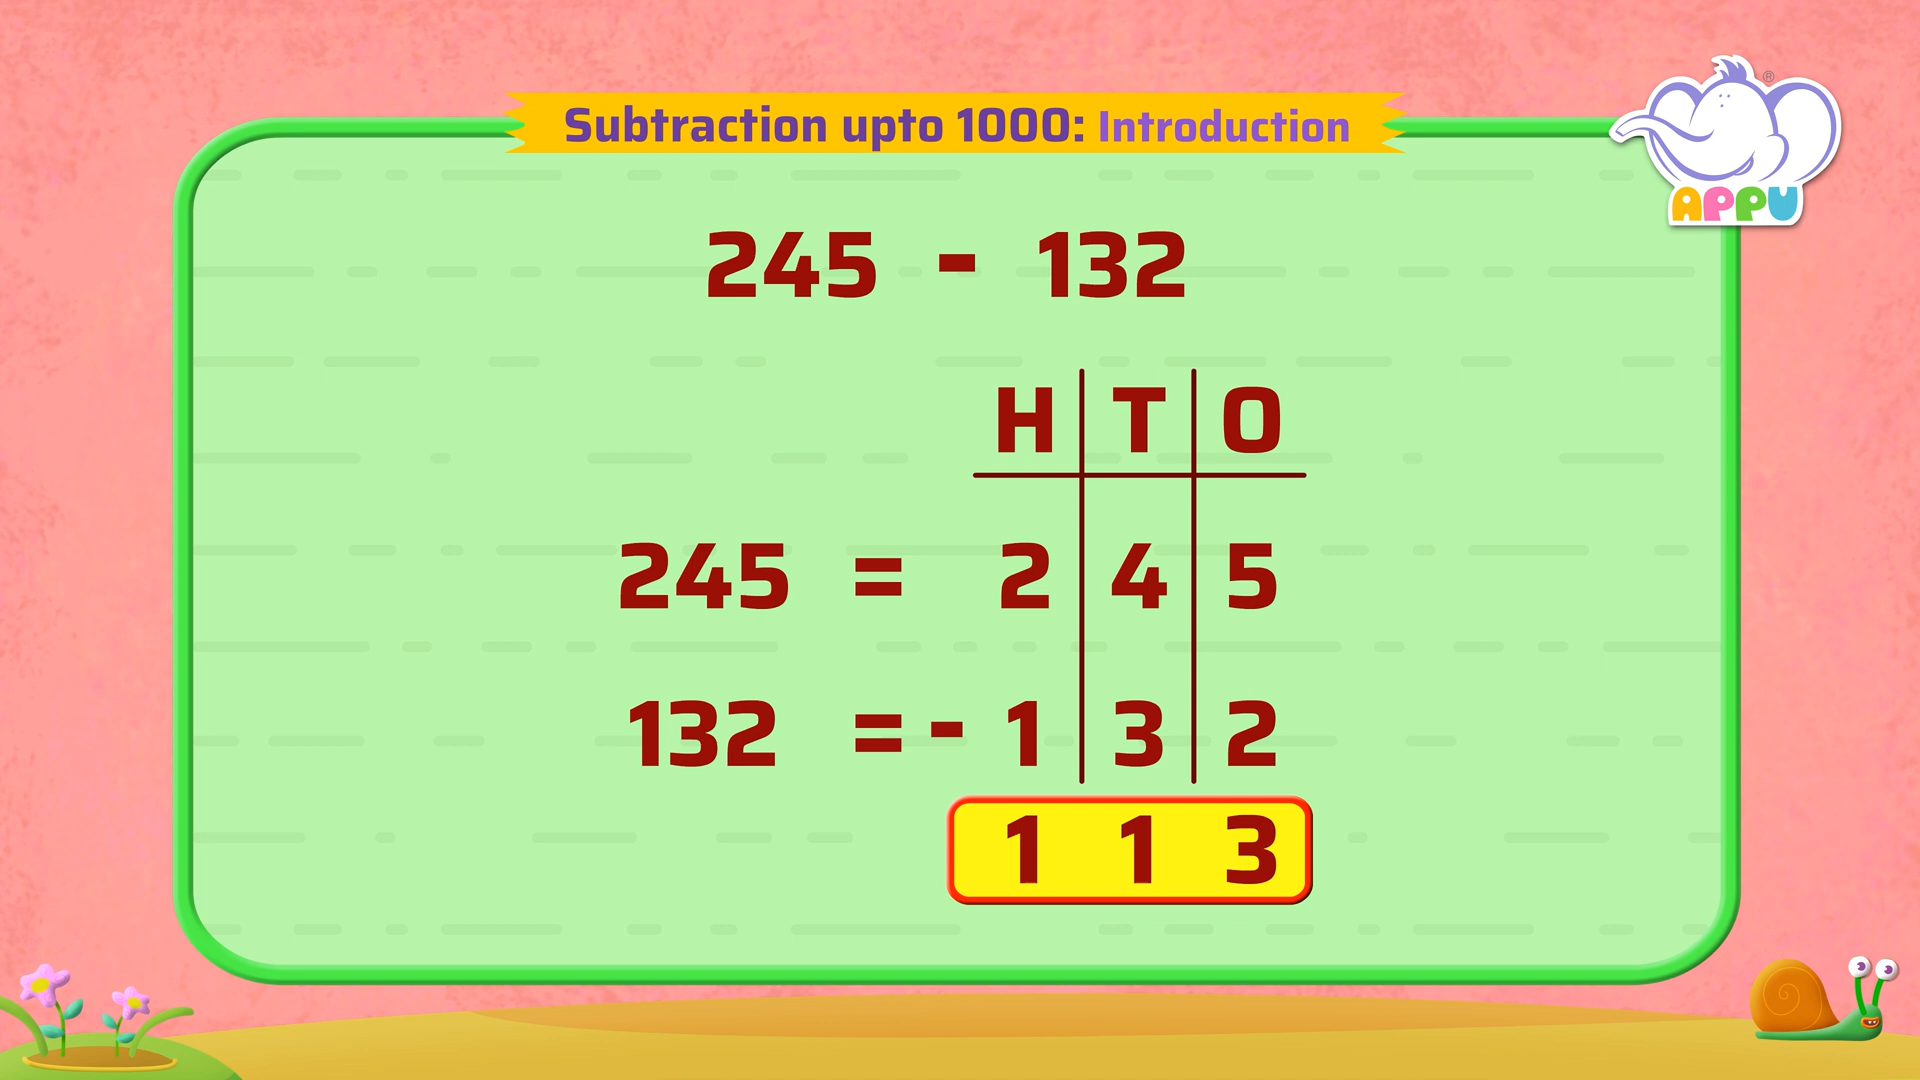 Subtraction upto 1000: Introduction
®
APPU
245 - 132
H T O
245 = 2 4 5
132 = - 1 3 2
1 1 3